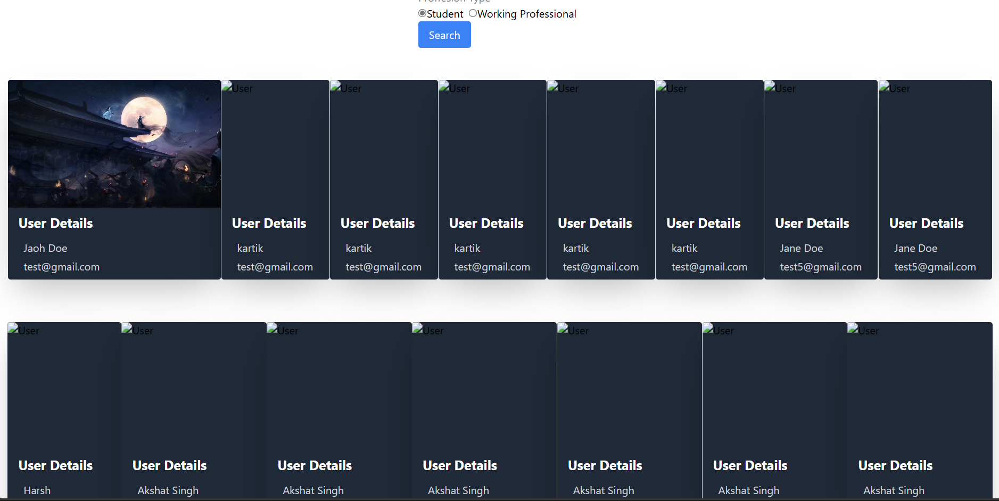 Proffesion Type
Student Working Professional
Search
User User User User User User User
User Details User Details User Details User Details User Details User Details User Details User Details
Jaoh Doe kartik kartik kartik kartik kartik Jane Doe Jane Doe
test@gmail.com test@gmail.com test@gmail.com test@gmail.com test@gmail.com test@gmail.com test5@gmail.com test5@gmail.com
User User User User User User User
User Details User Details User Details User Details User Details User Details User Details
Harsh Akshat Singh Akshat Singh Akshat Singh Akshat Singh Akshat Singh Akshat Singh